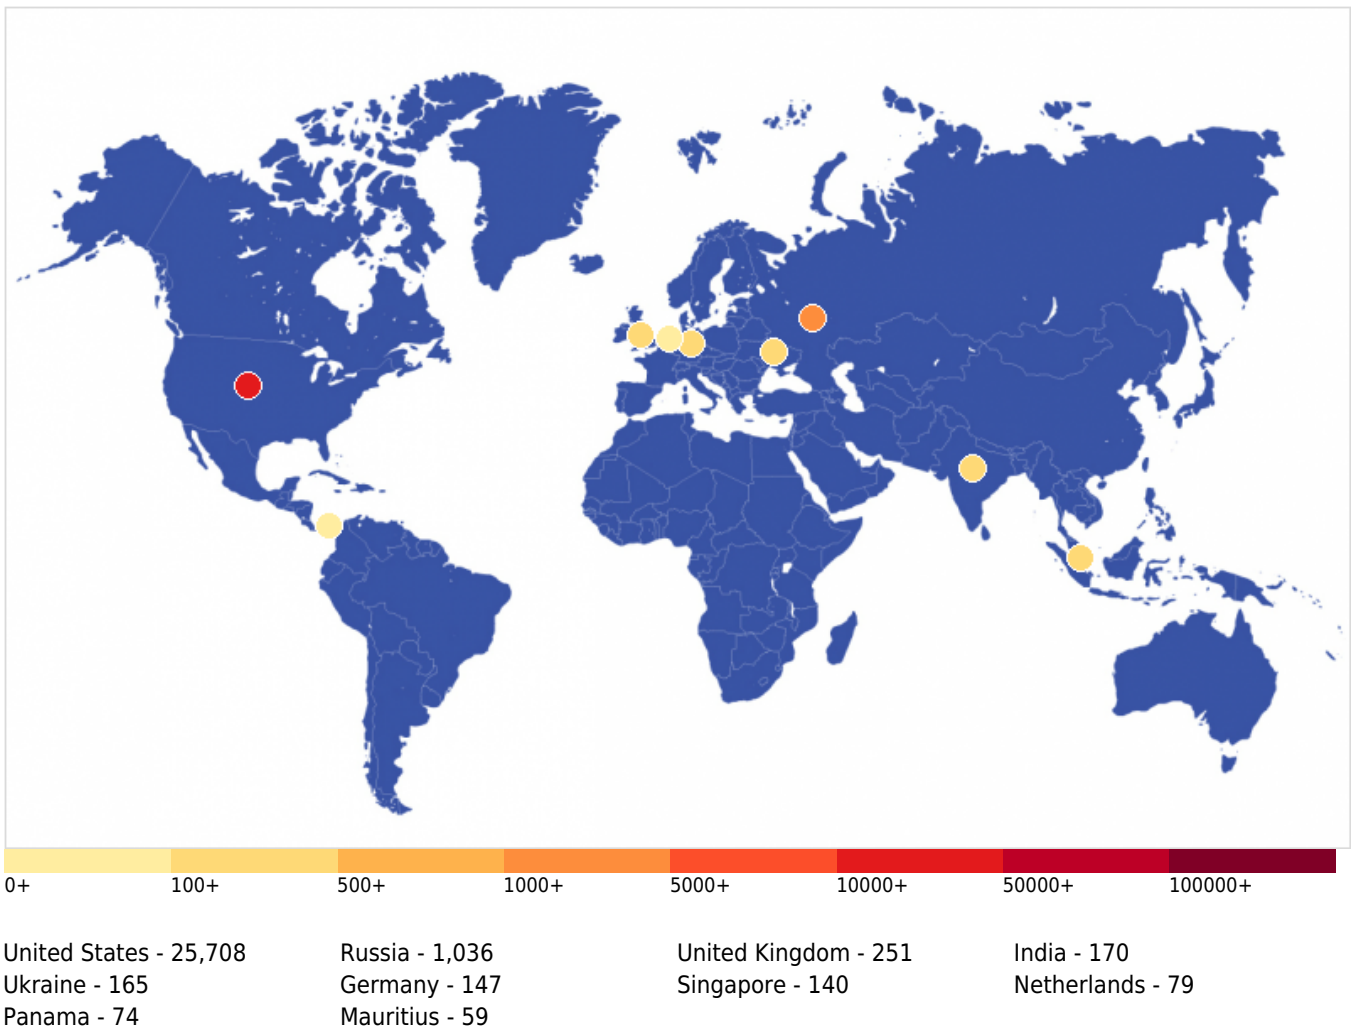 0+ 100+ 500+ 1000+ 5000+ 10000+ 50000+ 100000+
United States - 25,708 Russia - 1,036 United Kingdom - 251 India - 170
Ukraine - 165 Germany - 147 Singapore - 140 Netherlands - 79
Panama - 74 Mauritius - 59